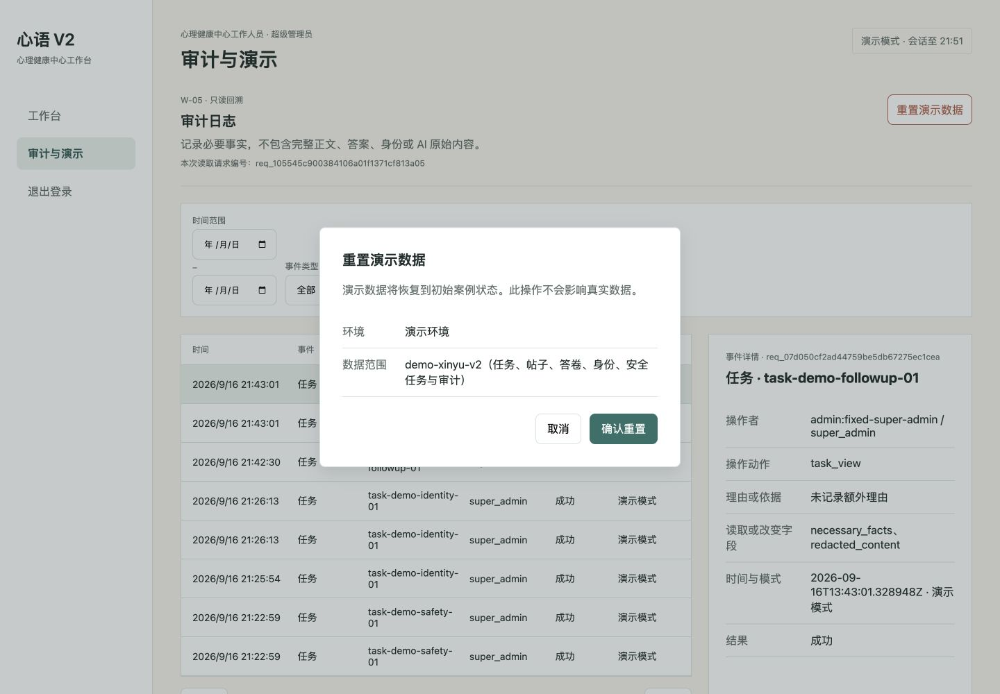 心语 V2
心理健康中心工作台
工作台
审计与演示
退出登录
心理健康中心工作人员 · 超级管理员
审计与演示
演示模式 · 会话至 21:51
W-05 · 只读回溯
审计日志
记录必要事实，不包含完整正文、答案、身份或 AI 原始内容。
本次读取请求编号：req_105545c900384106a01f1371cf813a05
重置演示数据
时间范围
年 /月/日
–
年 /月/日
事件类型
全部
重置演示数据
演示数据将恢复到初始案例状态。此操作不会影响真实数据。
环境 演示环境
数据范围 demo-xinyu-v2（任务、帖子、答卷、身份、安全
任务与审计）
取消 确认重置
时间 事件
2026/9/16 21:43:01 任务
2026/9/16 21:43:01 任务
2026/9/16 21:42:30 任务
followup-01
2026/9/16 21:26:13 任务 task-demo-identity-
01 super_admin 成功 演示模式
2026/9/16 21:26:13 任务 task-demo-identity-
01 super_admin 成功 演示模式
2026/9/16 21:25:54 任务 task-demo-identity-
01 super_admin 成功 演示模式
2026/9/16 21:22:59 任务 task-demo-safety-
01 super_admin 成功 演示模式
2026/9/16 21:22:59 任务 task-demo-safety-
01 super_admin 成功 演示模式
事件详情 · req_07d050cf2ad44759be5db67275ec1cea
任务 · task-demo-followup-01
操作者 admin:fixed-super-admin /
super_admin
操作动作 task_view
理由或依据 未记录额外理由
读取或改变字
段 necessary_facts、
redacted_content
时间与模式 2026-09-
16T13:43:01.328948Z · 演示
模式
结果 成功